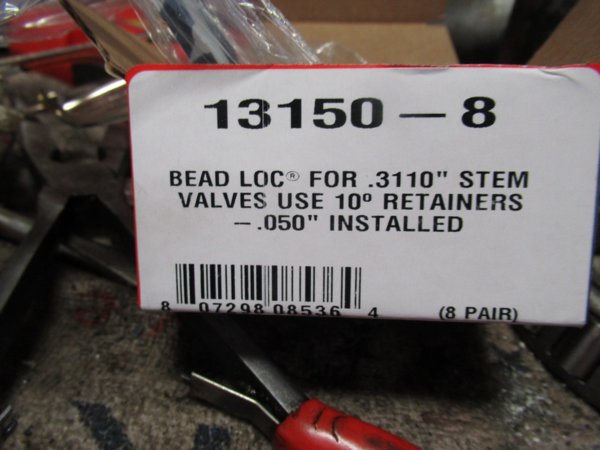 13150 – 8
BEAD LOC® FOR .3110" STEM
VALVES USE 10º RETAINERS
– .050" INSTALLED
8 07298 08536 4 (8 PAIR)